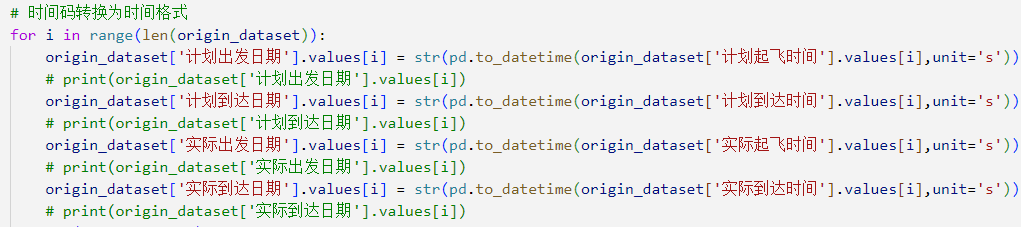 # 时间码转换为时间格式
for i in range(len(origin_dataset)):
    origin_dataset['计划出发日期'].values[i] = str(pd.to_datetime(origin_dataset['计划起飞时间'].values[i],unit='s'))
    # print(origin_dataset['计划出发日期'].values[i])
    origin_dataset['计划到达日期'].values[i] = str(pd.to_datetime(origin_dataset['计划到达时间'].values[i],unit='s'))
    # print(origin_dataset['计划到达日期'].values[i])
    origin_dataset['实际出发日期'].values[i] = str(pd.to_datetime(origin_dataset['实际起飞时间'].values[i],unit='s'))
    # print(origin_dataset['实际出发日期'].values[i])
    origin_dataset['实际到达日期'].values[i] = str(pd.to_datetime(origin_dataset['实际到达时间'].values[i],unit='s'))
    # print(origin_dataset['实际到达日期'].values[i])